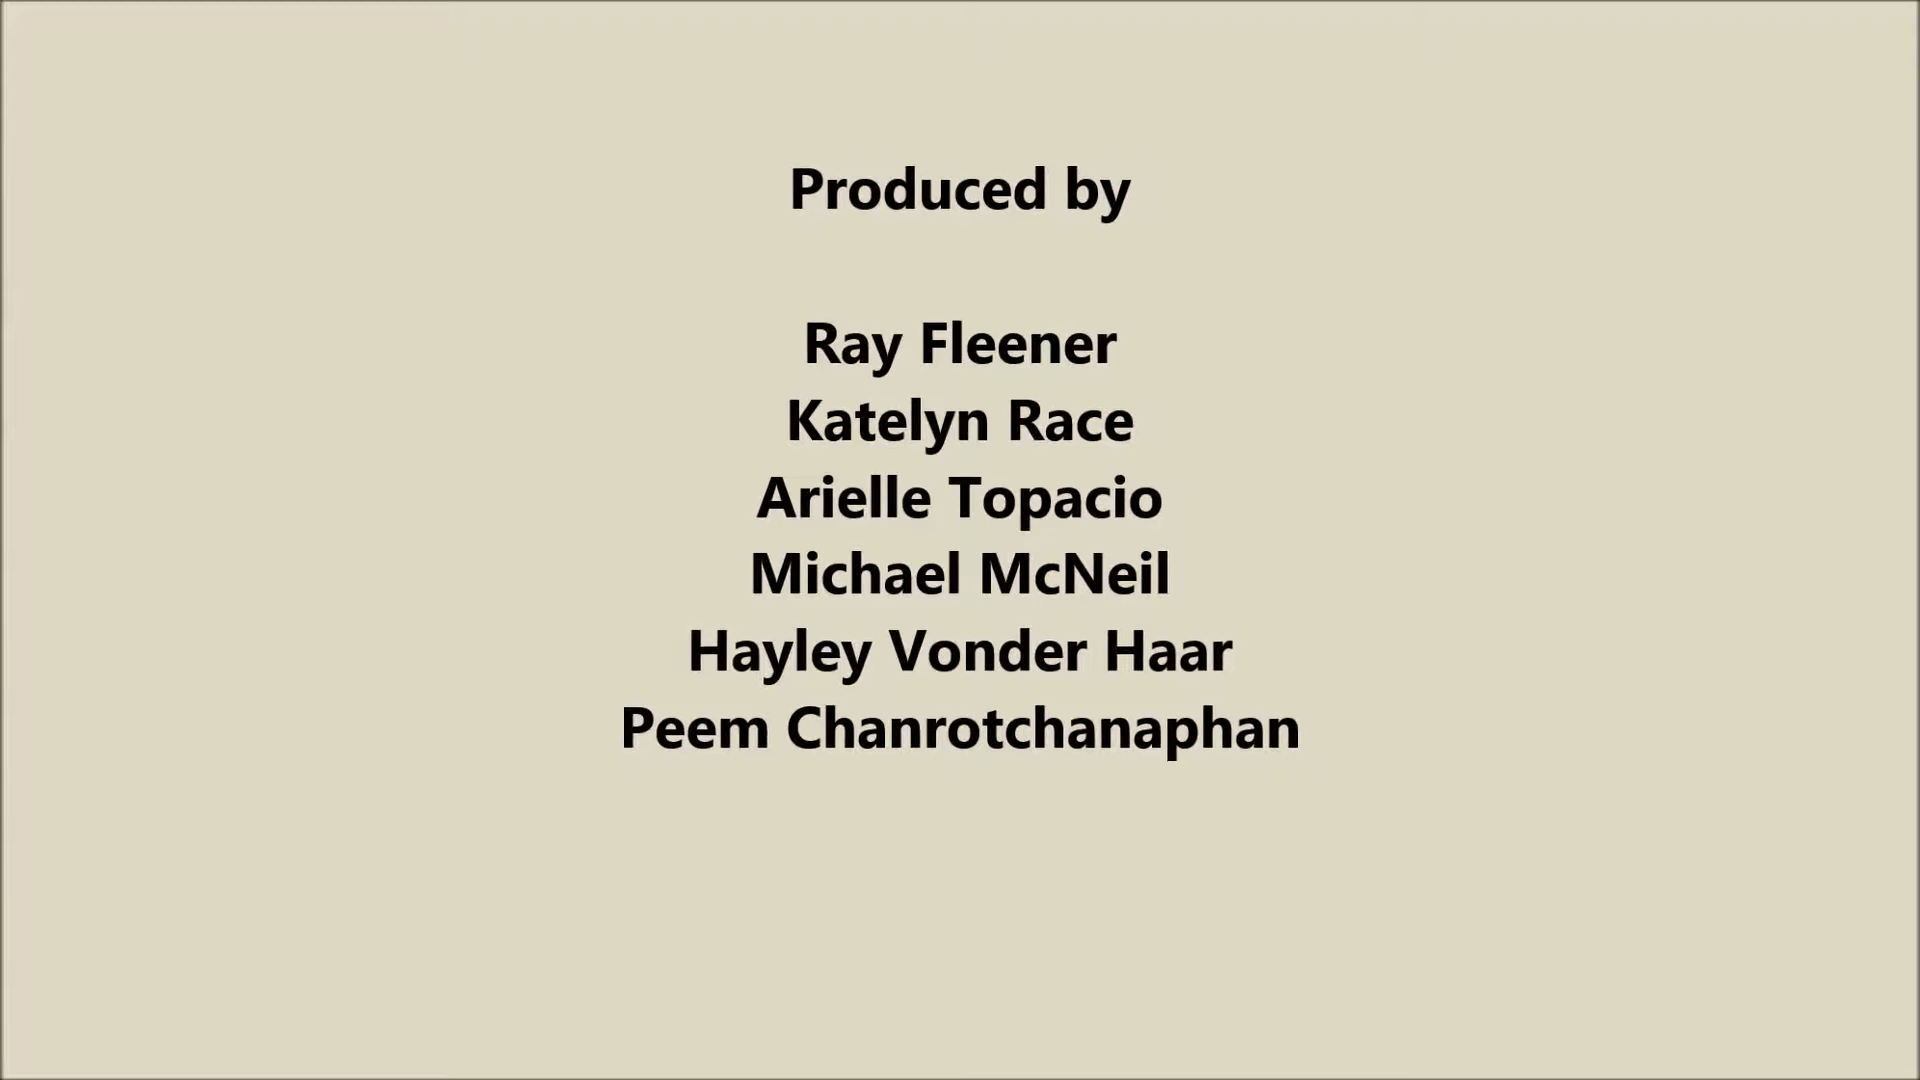 Produced by
Ray Fleener
Katelyn Race
Arielle Topacio
Michael McNeil
Hayley Vonder Haar
Peem Chanrotchanaphan